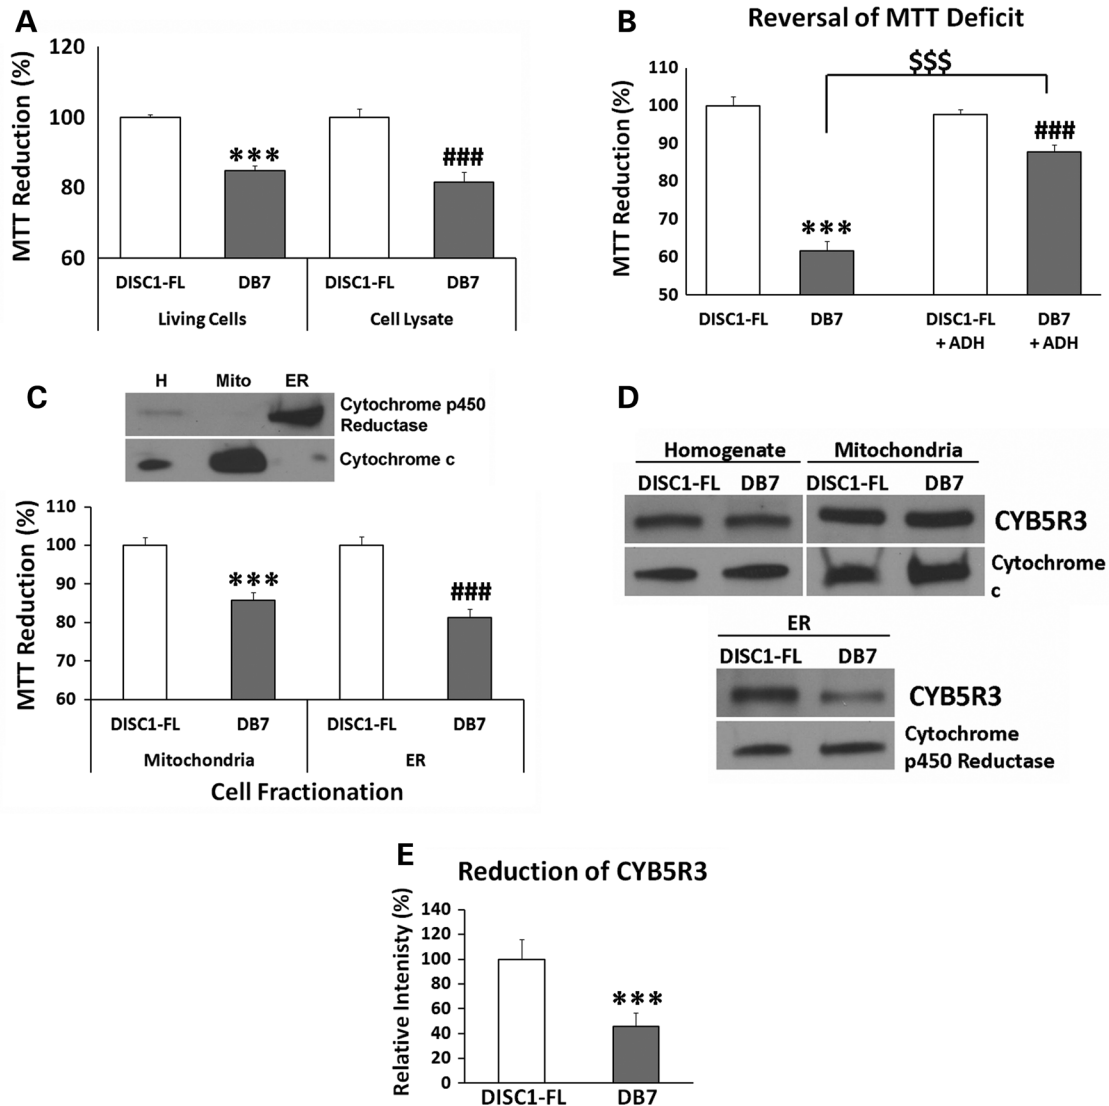 A
120
100
80
60
MTT Reduction (%)
***
###
DISC1-FL DB7 DISC1-FL DB7
Living Cells Cell Lysate
B
Reversal of MTT Deficit
$$$
110
100
90
80
70
60
50
MTT Reduction (%)
***
###
DISC1-FL DB7 DISC1-FL + ADH DB7 + ADH
C
H Mito ER
Cytochrome p450
Reductase
Cytochrome c
110
100
90
80
70
60
MTT Reduction (%)
***
###
DISC1-FL DB7 DISC1-FL DB7
Mitochondria ER
Cell Fractionation
D
Homogenate Mitochondria
DISC1-FL DB7 DISC1-FL DB7
CYB5R3
Cytochrome
c
ER
DISC1-FL DB7
CYB5R3
Cytochrome
p450 Reductase
E
Reduction of CYB5R3
140
120
100
80
60
40
20
0
Relative Intenisty (%)
***
DISC1-FL DB7